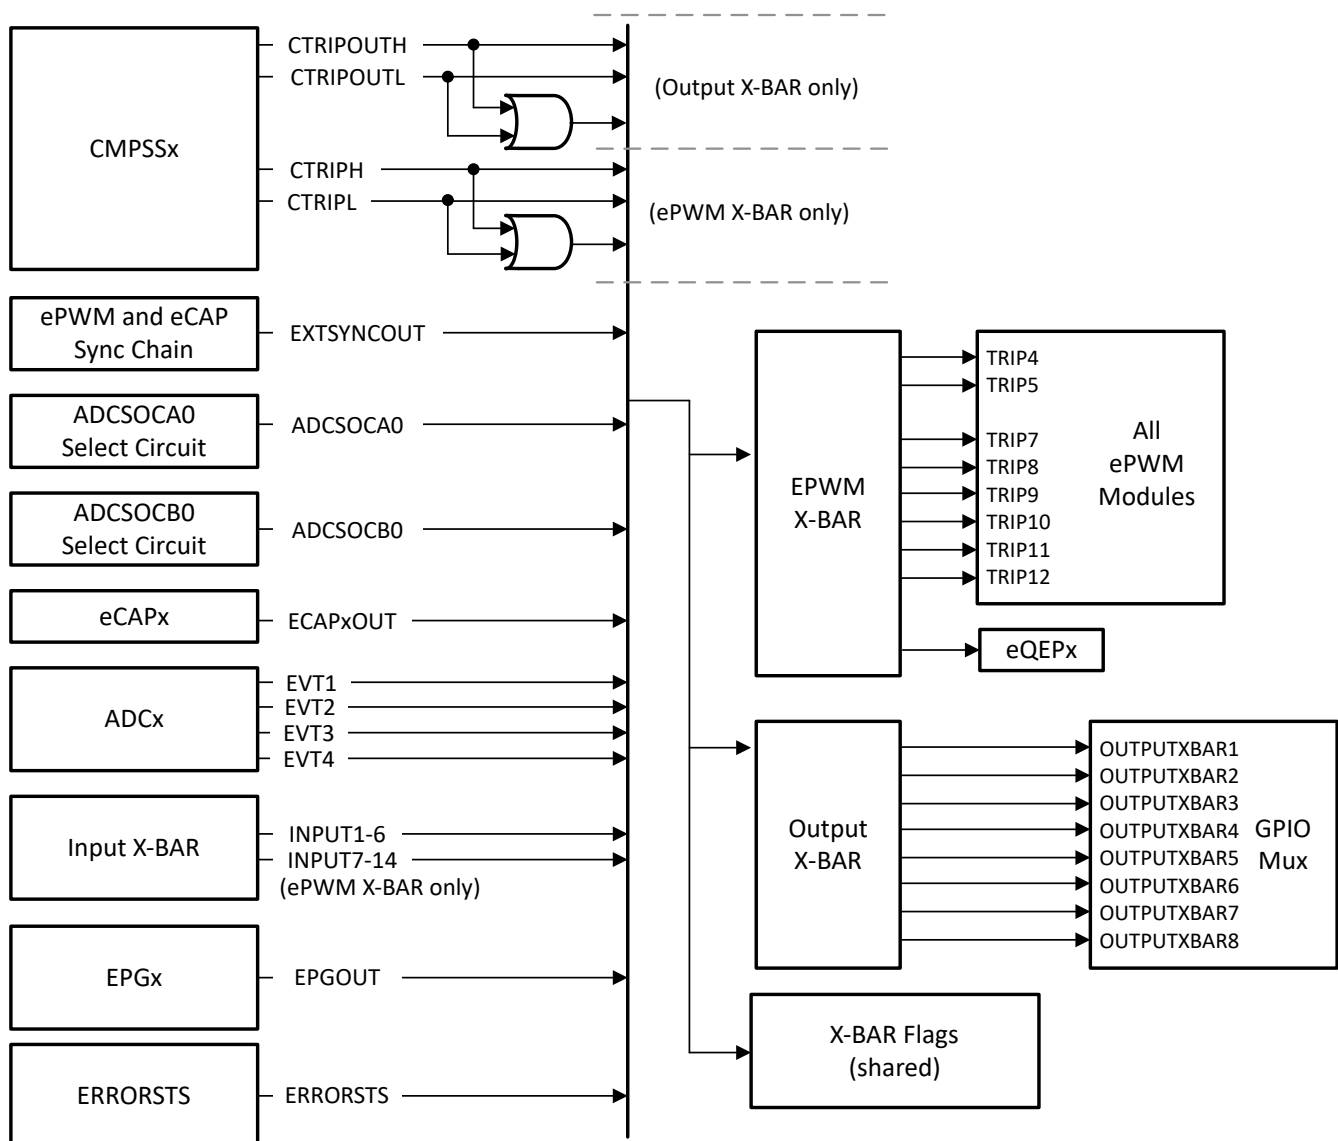 CMPSSx
CTRIPOUTH
CTRIPOUTL
CTRIPH
CTRIPL
(Output X-BAR only)
(ePWM X-BAR only)
ePWM and eCAP
Sync Chain
EXTSYNCOUT
ADCSOCA0
Select Circuit
ADCSOCA0
ADCSOCB0
Select Circuit
ADCSOCB0
eCAPx
ECAPxOUT
ADCx
EVT1
EVT2
EVT3
EVT4
Input X-BAR
INPUT1-6
INPUT7-14
(ePWM X-BAR only)
EPGx
EPGOUT
ERRORSTS
ERRORSTS
EPWM
X-BAR
TRIP4
TRIP5
TRIP7
TRIP8
TRIP9
TRIP10
TRIP11
TRIP12
All
ePWM
Modules
eQEPx
Output
X-BAR
OUTPUTXBAR1
OUTPUTXBAR2
OUTPUTXBAR3
OUTPUTXBAR4
OUTPUTXBAR5
OUTPUTXBAR6
OUTPUTXBAR7
OUTPUTXBAR8
GPIO
Mux
X-BAR Flags
(shared)